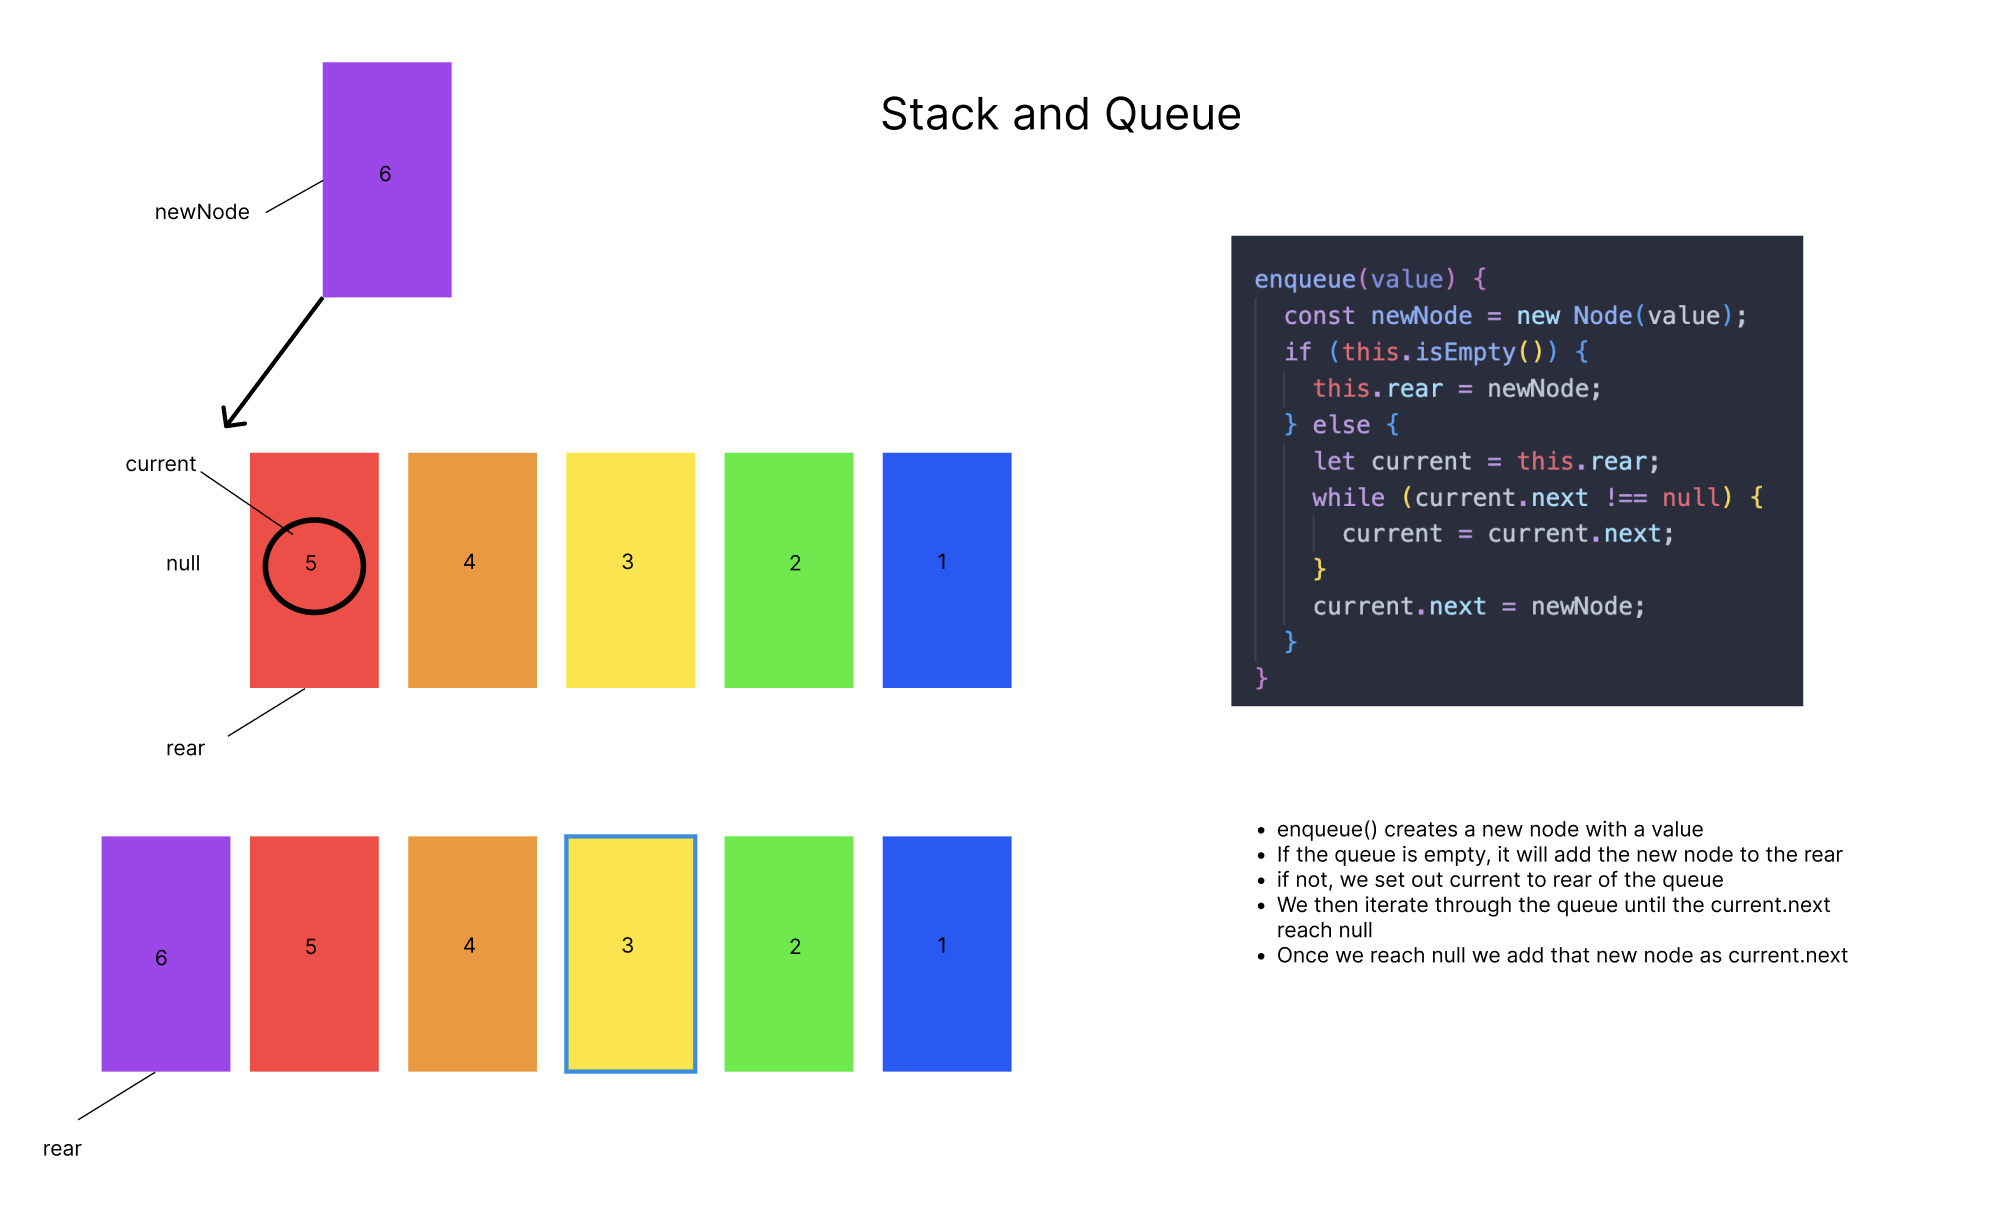 Stack and Queue
6
newNode
current
null
5
4
3
2
1
rear
6
5
4
3
2
1
rear
enqueue(value) {
const newNode = new Node(value);
if (this.isEmpty()) {
this.rear = newNode;
} else {
let current = this.rear;
while (current.next !== null) {
current = current.next;
}
current.next = newNode;
}
}
• enqueue() creates a new node with a value
• If the queue is empty, it will add the new node to the rear
• if not, we set out current to rear of the queue
• We then iterate through the queue until the current.next
reach null
• Once we reach null we add that new node as current.next